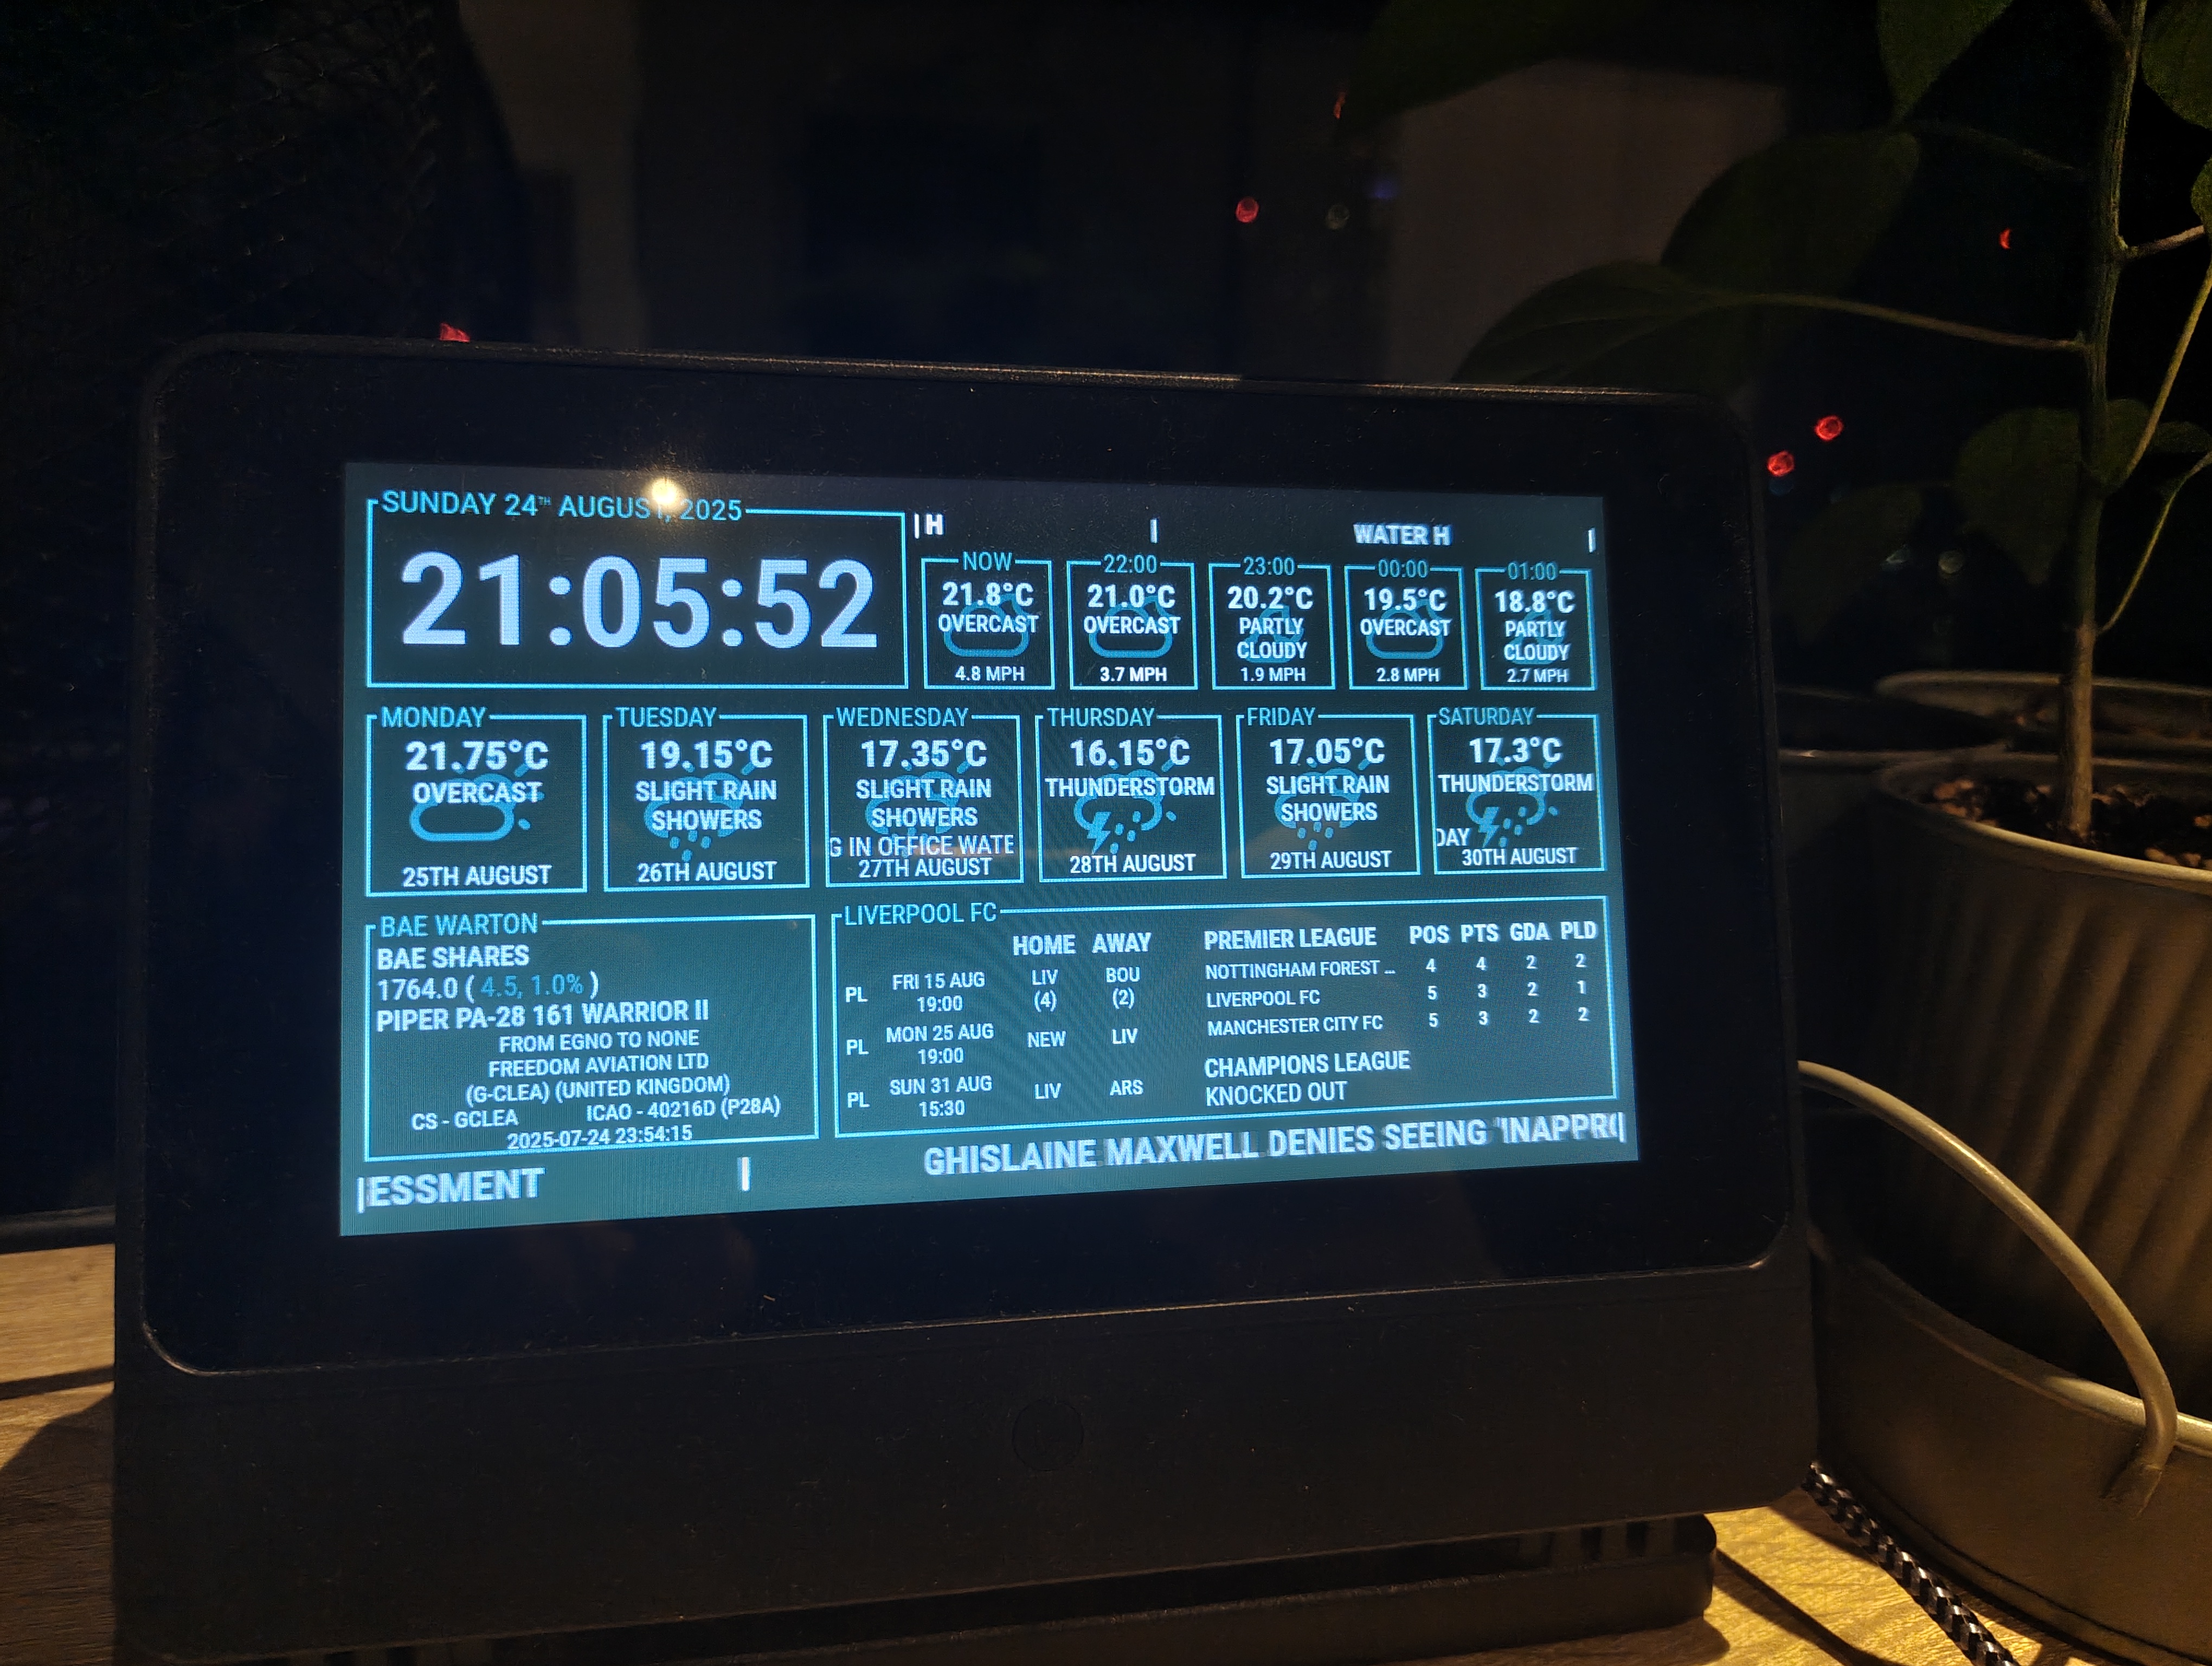 SUNDAY 24TH AUGUST, 2025
21:05:52
H
WATER H
NOW
21.8°C
OVERCAST
4.8 MPH
22:00
21.0°C
OVERCAST
3.7 MPH
23:00
20.2°C
PARTLY
CLOUDY
1.9 MPH
00:00
19.5°C
OVERCAST
2.8 MPH
01:00
18.8°C
PARTLY
CLOUDY
2.7 MPH
MONDAY
21.75°C
OVERCAST
25TH AUGUST
TUESDAY
19.15°C
SLIGHT RAIN
SHOWERS
26TH AUGUST
WEDNESDAY
17.35°C
SLIGHT RAIN
SHOWERS
G IN OFFICE WATE
27TH AUGUST
THURSDAY
16.15°C
THUNDERSTORM
28TH AUGUST
FRIDAY
17.05°C
SLIGHT RAIN
SHOWERS
29TH AUGUST
SATURDAY
17.3°C
THUNDERSTORM
DAY
30TH AUGUST
BAE WARTON
BAE SHARES
1764.0 ( 4.5, 1.0% )
PIPER PA-28 161 WARRIOR II
FROM EGNO TO NONE
FREEDOM AVIATION LTD
(G-CLEA) (UNITED KINGDOM)
CS - GCLEA ICAO - 40216D (P28A)
2025-07-24 23:54:15
LIVERPOOL FC
HOME AWAY
PL FRI 15 AUG 19:00 LIV (4) BOU (2)
PL MON 25 AUG 19:00 NEW LIV
PL SUN 31 AUG 15:30 LIV ARS
PREMIER LEAGUE POS PTS GDA PLD
NOTTINGHAM FOREST ... 4 4 2 2
LIVERPOOL FC 5 3 2 1
MANCHESTER CITY FC 5 3 2 2
CHAMPIONS LEAGUE
KNOCKED OUT
ESSMENT | GHISLAINE MAXWELL DENIES SEEING 'INAPPR